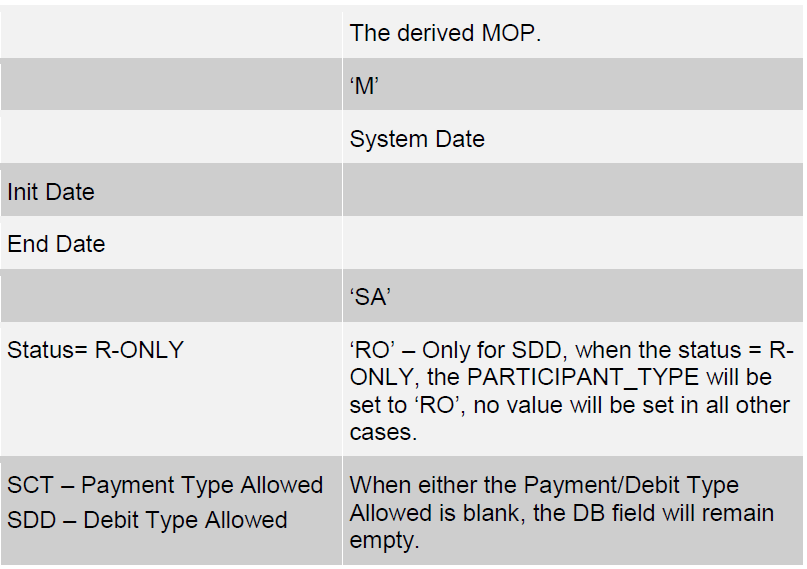 The derived MOP.
‘M’
System Date
Init Date
End Date
‘SA’
Status= R-ONLY
‘RO’ – Only for SDD, when the status = R-
ONLY, the PARTICIPANT_TYPE will be
set to ‘RO’, no value will be set in all other
cases.
SCT – Payment Type Allowed
SDD – Debit Type Allowed
When either the Payment/Debit Type
Allowed is blank, the DB field will remain
empty.